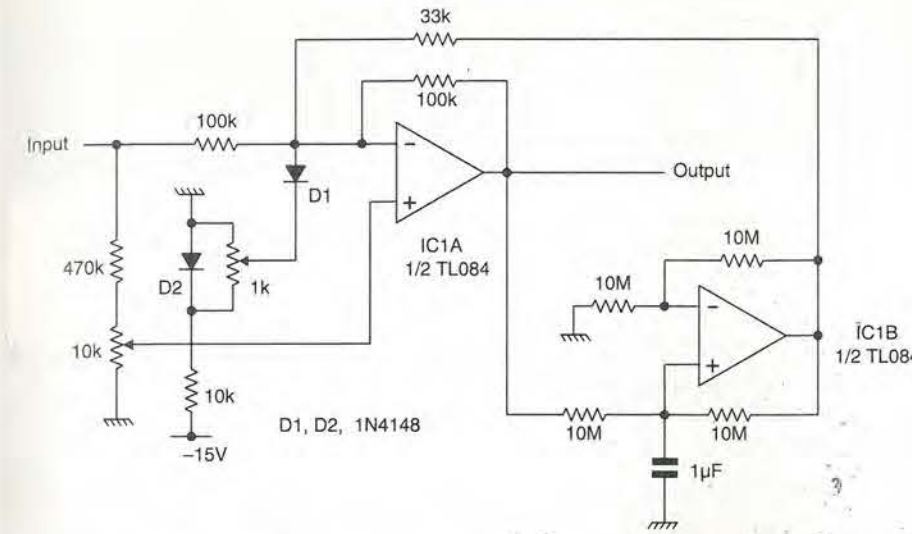 33k
100k
100k
Input
Output
D1
IC1A
1/2 TL084
470k
D2
1k
10M
10M
IC1B
1/2 TL084
10k
10k
D1, D2, 1N4148
10M
10M
–15V
1µF